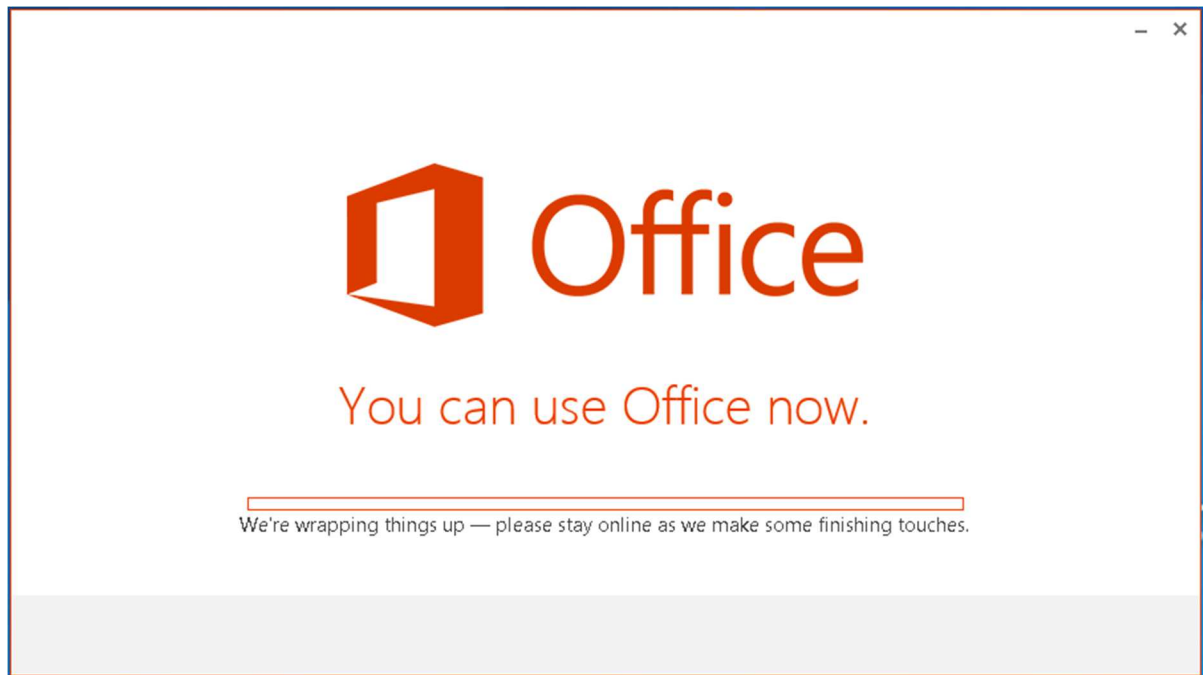 Office
You can use Office now.
We're wrapping things up — please stay online as we make some finishing touches.